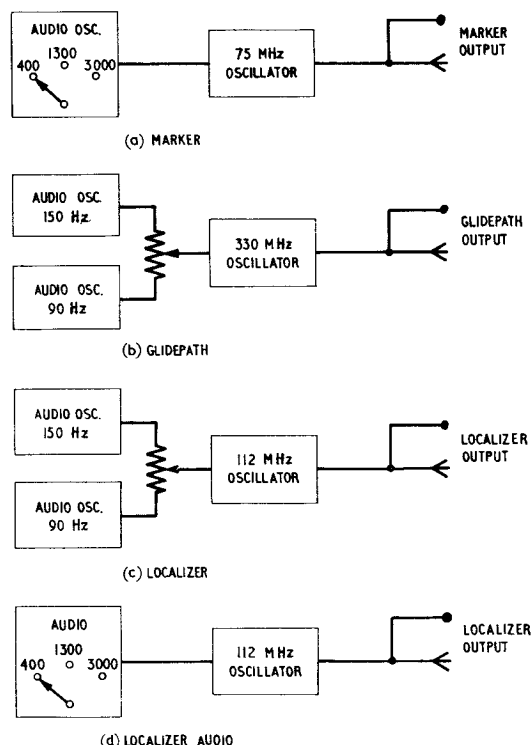 AUDIO OSC.
1300
400 3000
75 MHz
OSCILLATOR
MARKER
OUTPUT
(a) MARKER
AUDIO OSC.
150 Hz.
AUDIO OSC.
90 Hz
330 MHz
OSCILLATOR
GLIDEPATH
OUTPUT
(b) GLIDEPATH
AUDIO OSC.
150 Hz
AUDIO OSC.
90 Hz
112 MHz
OSCILLATOR
LOCALIZER
OUTPUT
(c) LOCALIZER
AUDIO
1300
400 3000
112 MHz
OSCILLATOR
LOCALIZER
OUTPUT
(d) LOCALIZER AUDIO